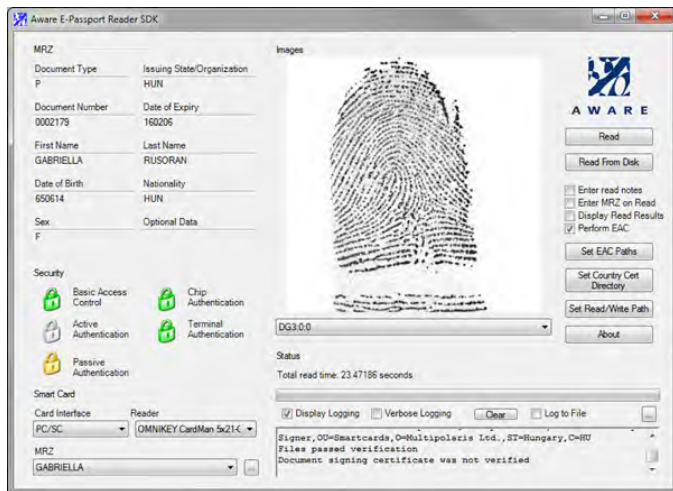 Aware E-Passport Reader SDK
MRZ
Document Type Issuing State/Organization
P HUN
Document Number Date of Expiry
0002179 160206
First Name Last Name
GABRIELLA RUSORAN
Date of Birth Nationality
650614 HUN
Sex Optional Data
F
Security
Basic Access Control
Chip Authentication
Active Authentication
Terminal Authentication
Passive Authentication
Smart Card
Card Interface Reader
PC/SC OMNIKEY CardMan 5x21-C
MRZ
GABRIELLA
...
Images
DG3:0:0
Status
Total read time: 23.47186 seconds
Display Logging Verbose Logging Clear Log to File ...
Signer,OU=Smartcards,O=Multipolaris Ltd.,ST=Hungary,C=HU
Files passed verification
Document signing certificate was not verified
AWARE
Read
Read From Disk
Enter read notes
Enter MRZ on Read
Display Read Results
Perform EAC
Set EAC Paths
Set Country Cert
Directory
Set Read/Write Path
About